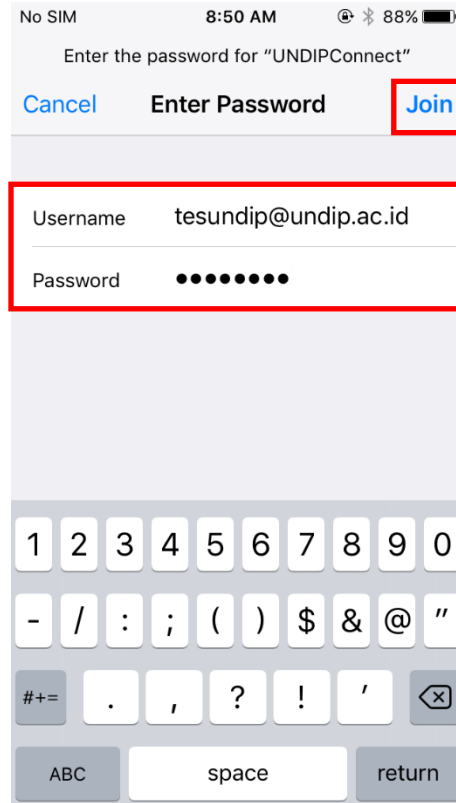 No SIM 8:50 AM 88%
Enter the password for “UNDIPConnect”
Cancel Enter Password Join
Username tesundip@undip.ac.id
Password ••••••••
1 2 3 4 5 6 7 8 9 0
- / : ; ( ) $ & @ "
#+= . , ? ! '
ABC space return